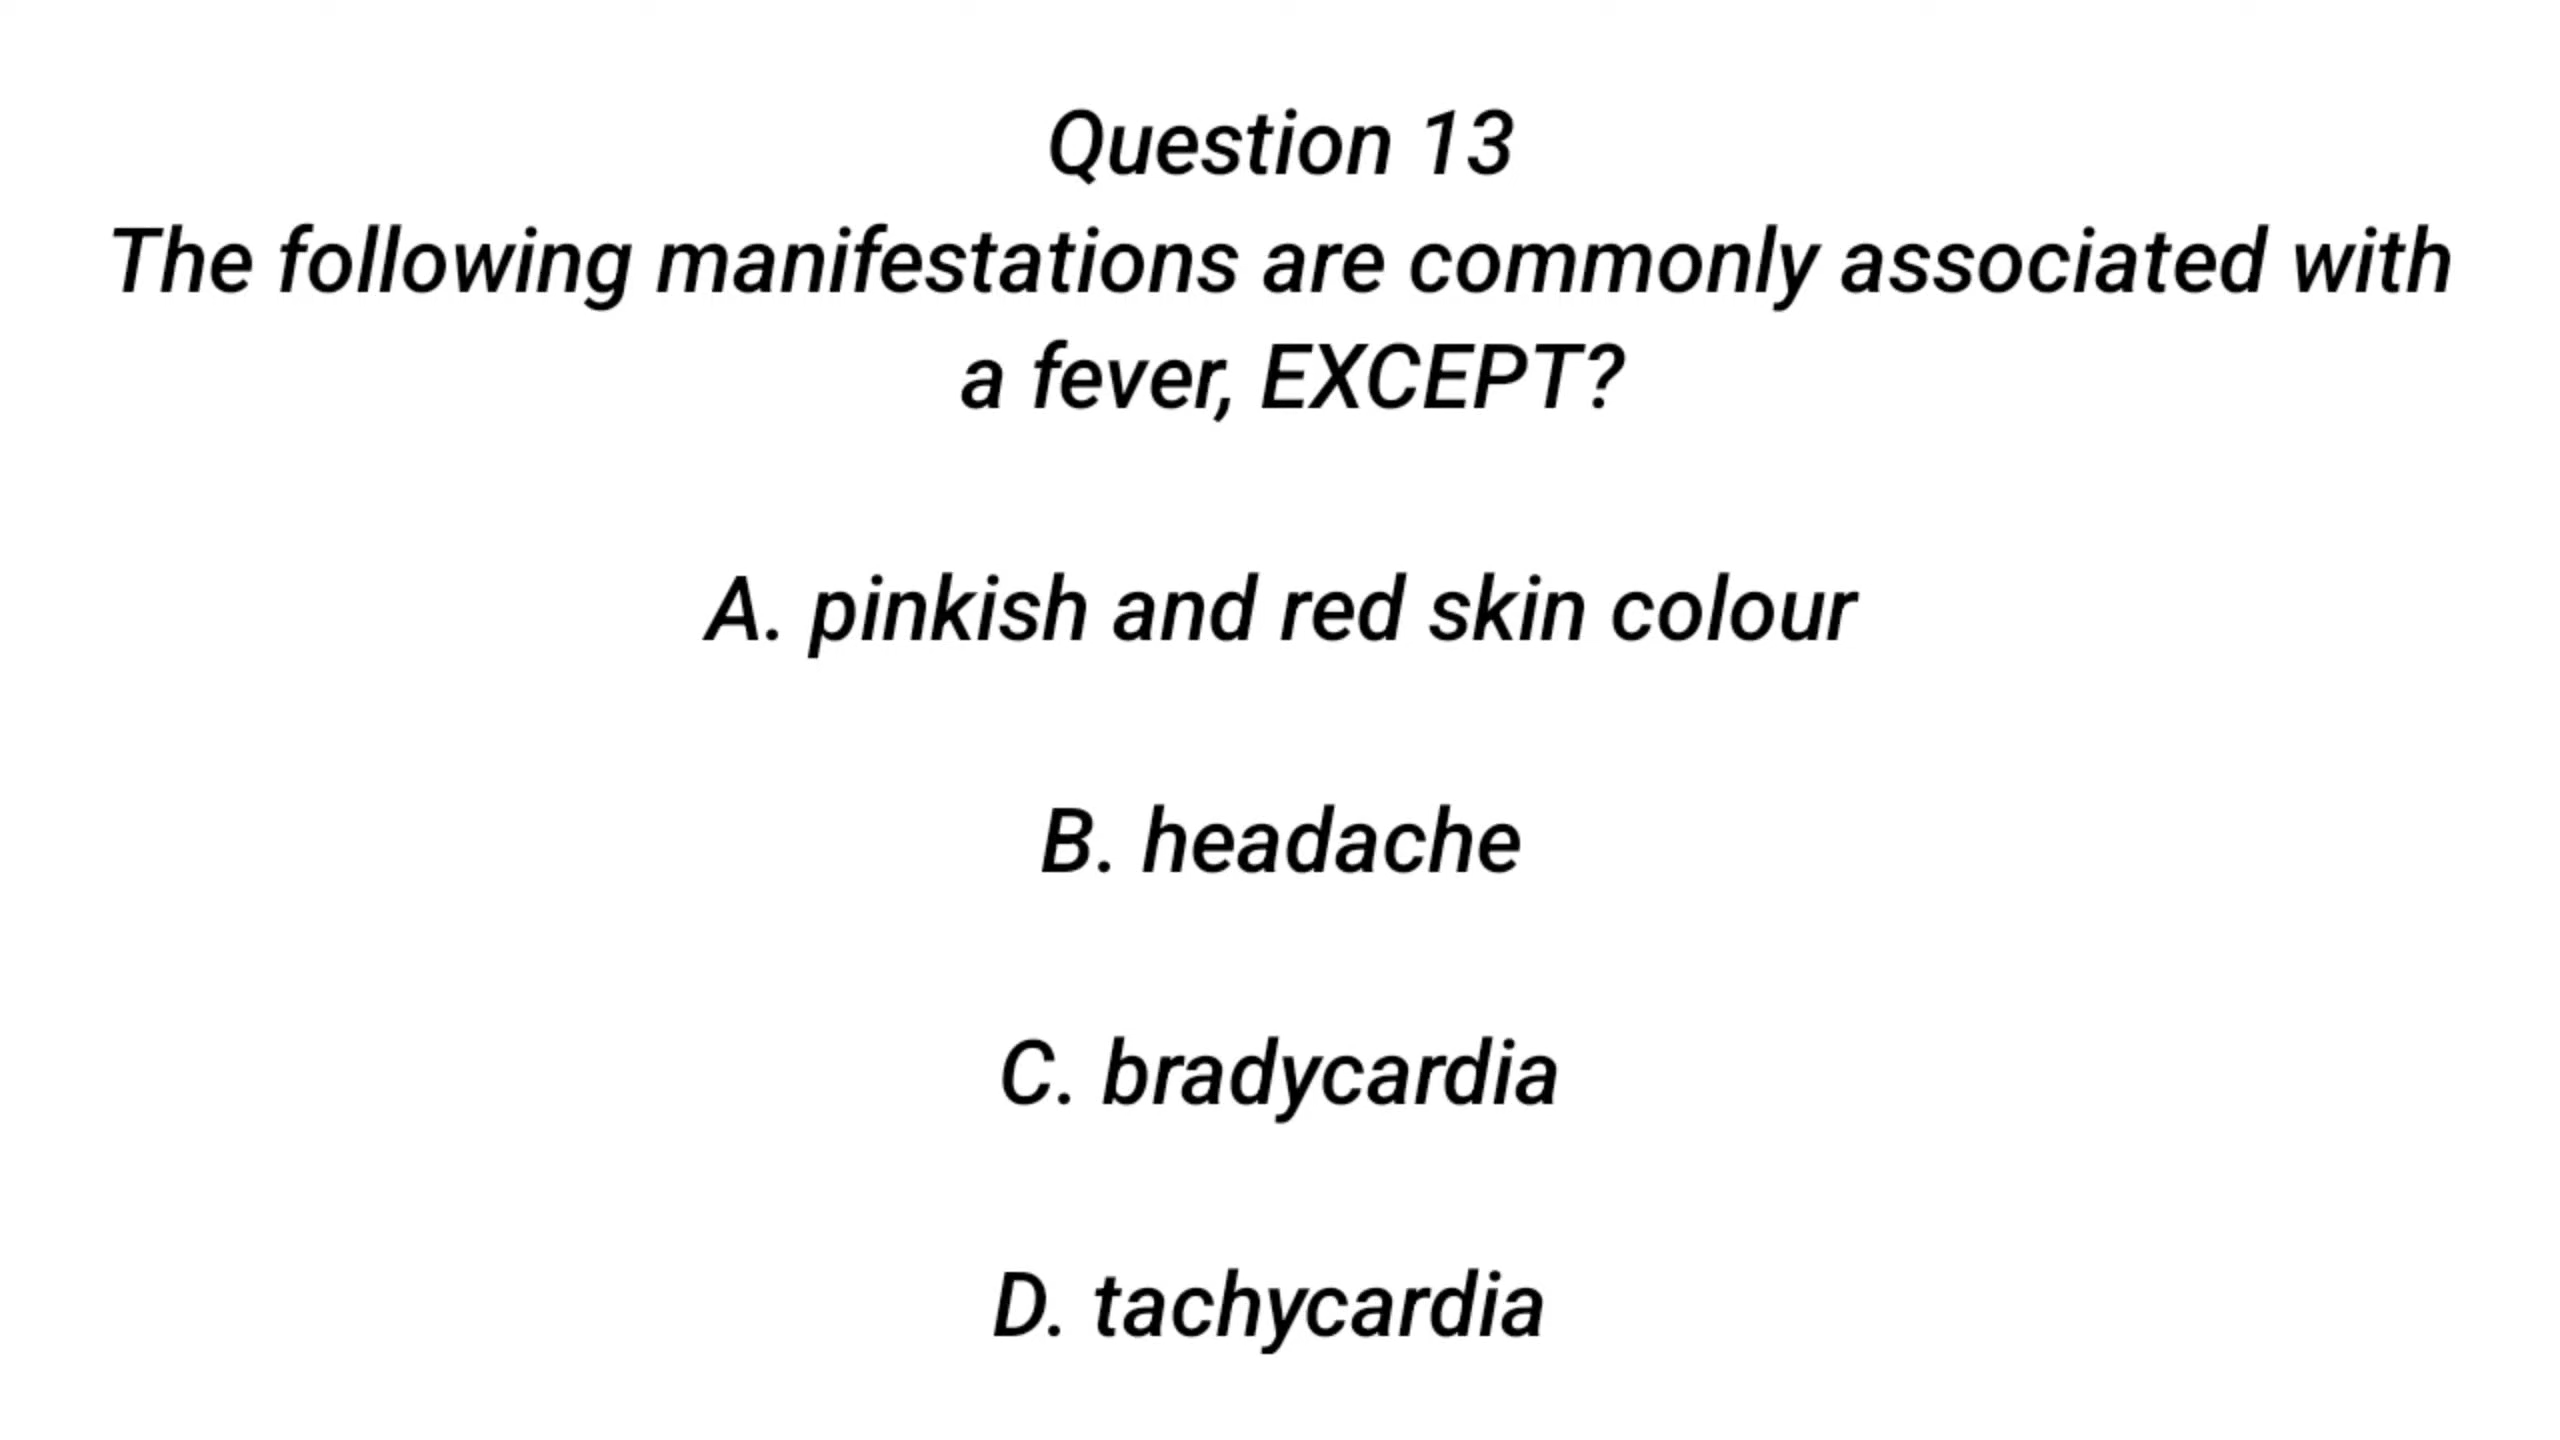 Question 13
The following manifestations are commonly associated with
a fever, EXCEPT?
A. pinkish and red skin colour
B. headache
C. bradycardia
D. tachycardia